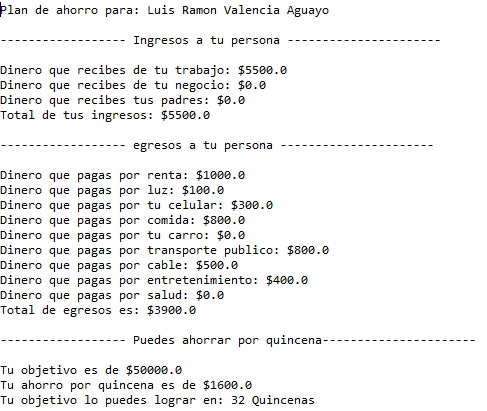 Plan de ahorro para: Luis Ramon Valencia Aguayo
------------------ Ingresos a tu persona ----------------------
Dinero que recibes de tu trabajo: $5500.0
Dinero que recibes de tu negocio: $0.0
Dinero que recibes tus padres: $0.0
Total de tus ingresos: $5500.0
------------------ egresos a tu persona ----------------------
Dinero que pagas por renta: $1000.0
Dinero que pagas por luz: $100.0
Dinero que pagas por tu celular: $300.0
Dinero que pagas por comida: $800.0
Dinero que pagas por tu carro: $0.0
Dinero que pagas por transporte publico: $800.0
Dinero que pagas por cable: $500.0
Dinero que pagas por entretenimiento: $400.0
Dinero que pagas por salud: $0.0
Total de egresos es: $3900.0
------------------ Puedes ahorrar por quincena----------------------
Tu objetivo es de $50000.0
Tu ahorro por quincena es de $1600.0
Tu objetivo lo puedes lograr en: 32 Quincenas